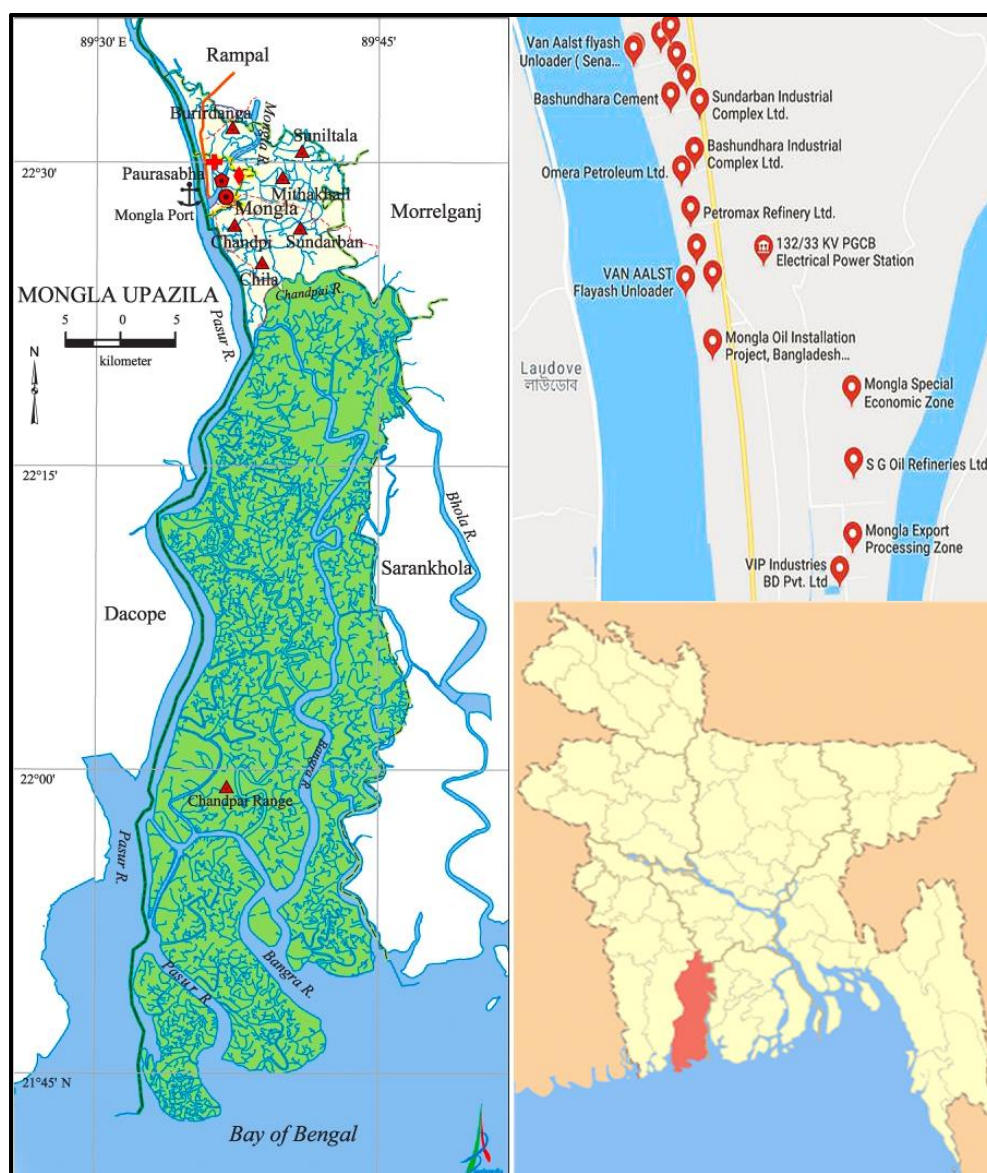 89°30' E
89°45'
Rampal
Burirdanga
Mongla R.
Suniltala
22°30'
Paurasabha
Mithakhali
Mongla Port
Mongla
Morrelganj
Chandpi
Sundarban
Chila
Chandpai R.
MONGLA UPAZILA
5 0 5
kilometer
Pasur R.
N
22°15'
Bhola R.
Sarankhola
Dacope
Bangra R.
22°00'
Chandpai Range
Pasur R.
Pasur R.
Bangra R.
21°45' N
Bay of Bengal
Van Aalst flyash
Unloader ( Sena...
Bashundhara Cement
Sundarban Industrial
Complex Ltd.
Bashundhara Industrial
Complex Ltd.
Omera Petroleum Ltd.
Petromax Refinery Ltd.
132/33 KV PGCB
Electrical Power Station
VAN AALST
Flayash Unloader
Mongla Oil Installation
Project, Bangladesh...
Laudove
লাউডোব
Mongla Special
Economic Zone
S G Oil Refineries Ltd
Mongla Export
Processing Zone
VIP Industries
BD Pvt. Ltd